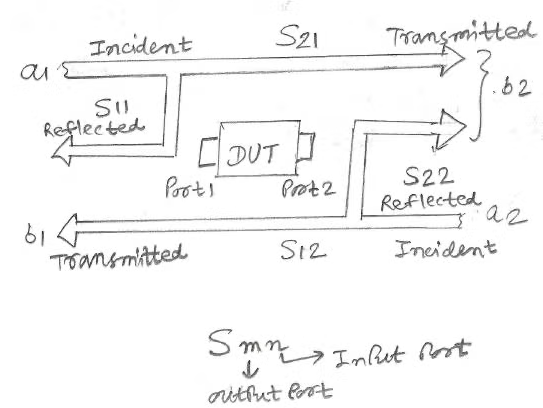 Incident S21 Transmitted
a1
b2
S11
Reflected
DUT
Port1 Port2
S22
Reflected
b1 a2
Transmitted S12 Incident
Smn → Input Port
↓
output Port